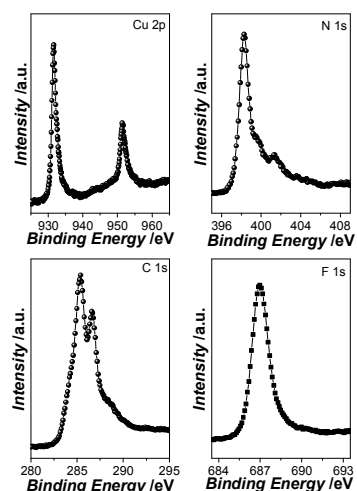 Cu 2p
Intensity /a.u.
930 940 950 960
Binding Energy /eV
N 1s
Intensity /a.u.
396 400 404 408
Binding Energy /eV
C 1s
Intensity /a.u.
280 285 290 295
Binding Energy /eV
F 1s
Intensity /a.u.
684 687 690 693
Binding Energy /eV